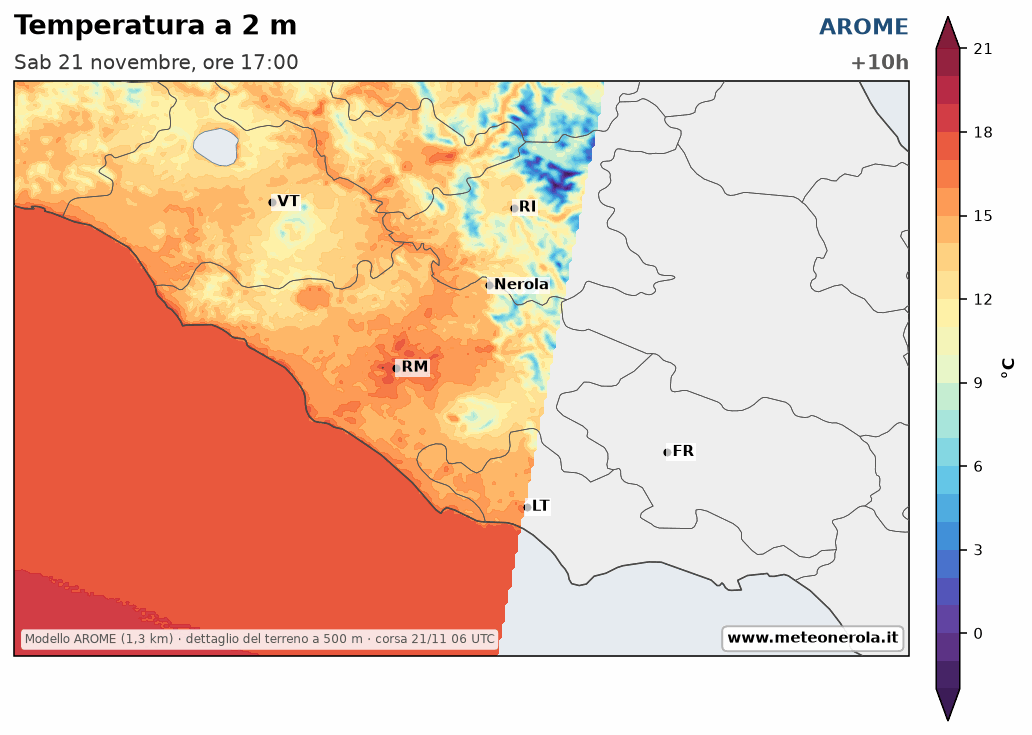 Temperatura a 2 m
AROME
Sab 21 novembre, ore 17:00
+10h
VT
RI
Nerola
RM
FR
LT
Modello AROME (1,3 km) · dettaglio del terreno a 500 m · corsa 21/11 06 UTC
www.meteonerola.it
21
18
15
12
9
6
3
0
°C